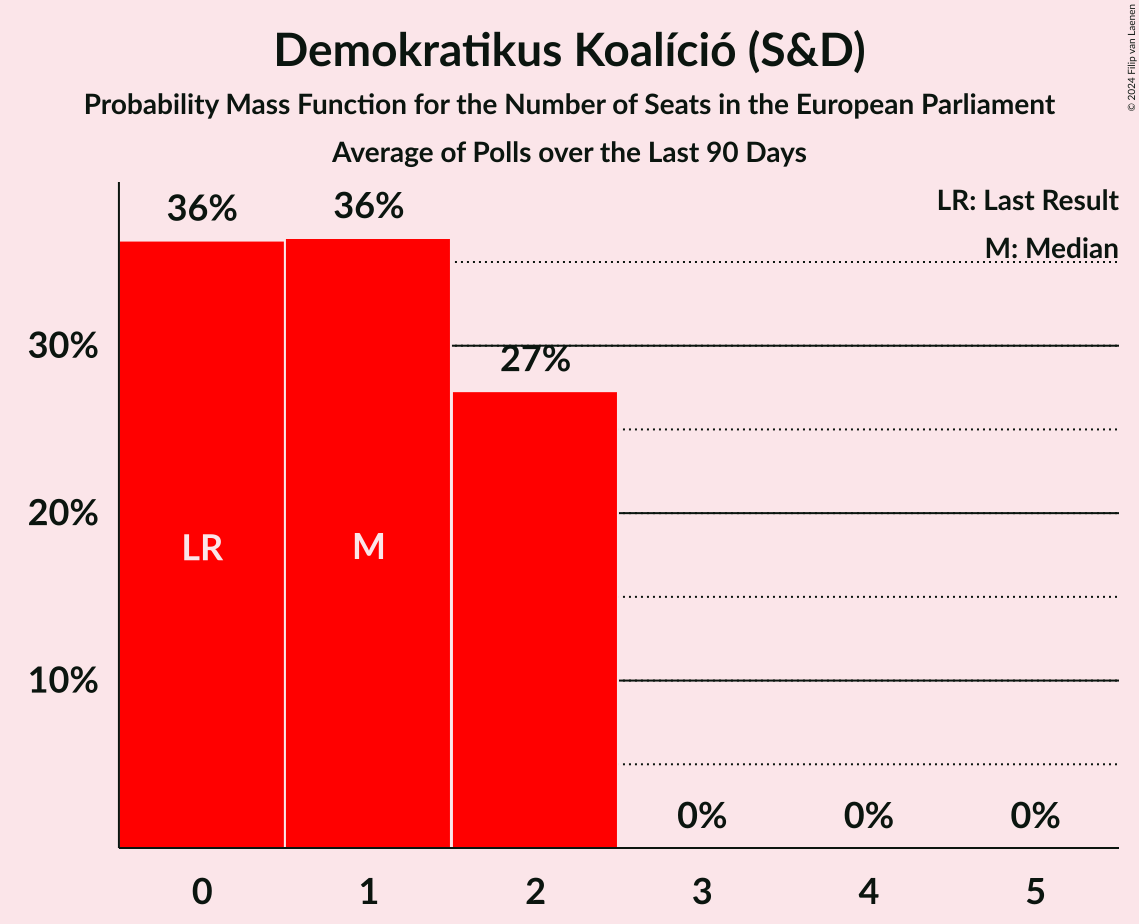 Demokratikus Koalíció (S&D)
Probability Mass Function for the Number of Seats in the European Parliament
Average of Polls over the Last 90 Days
© 2024 Filip van Laenen
LR: Last Result
M: Median
36%
36%
27%
0%
0%
0%
30%
20%
10%
LR
M
0
1
2
3
4
5